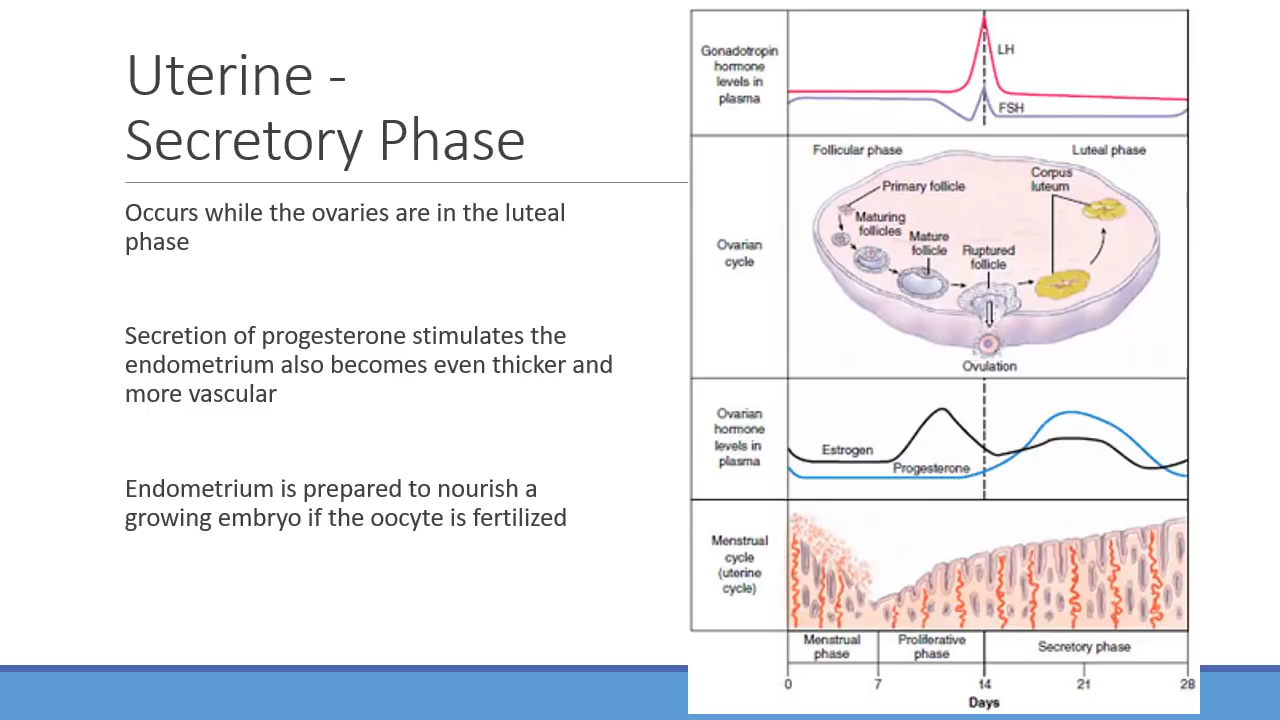 Uterine -
Secretory Phase
Occurs while the ovaries are in the luteal
phase
Secretion of progesterone stimulates the
endometrium also becomes even thicker and
more vascular
Endometrium is prepared to nourish a
growing embryo if the oocyte is fertilized
Gonadotropin
hormone
levels in
plasma
LH
FSH
Ovarian
cycle
Follicular phase
Luteal phase
Primary follicle
Corpus
luteum
Maturing
follicles
Mature
follicle
Ruptured
follicle
Ovulation
Ovarian
hormone
levels in
plasma
Estrogen
Progesterone
Menstrual
cycle
(uterine
cycle)
Menstrual
phase
Proliferative
phase
Secretory phase
0 7 14 21 28
Days